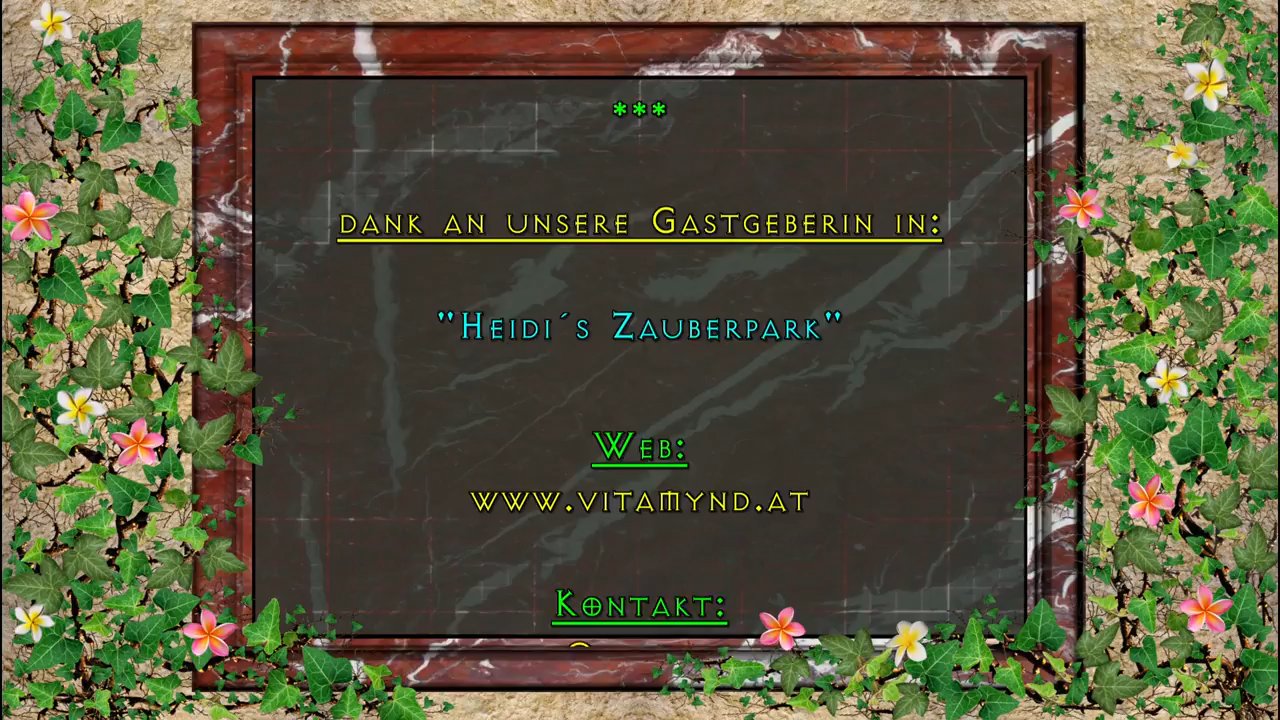 ***
dank an unsere Gastgeberin in:
"Heidi´s Zauberpark"
Web:
www.vitamynd.at
Kontakt: